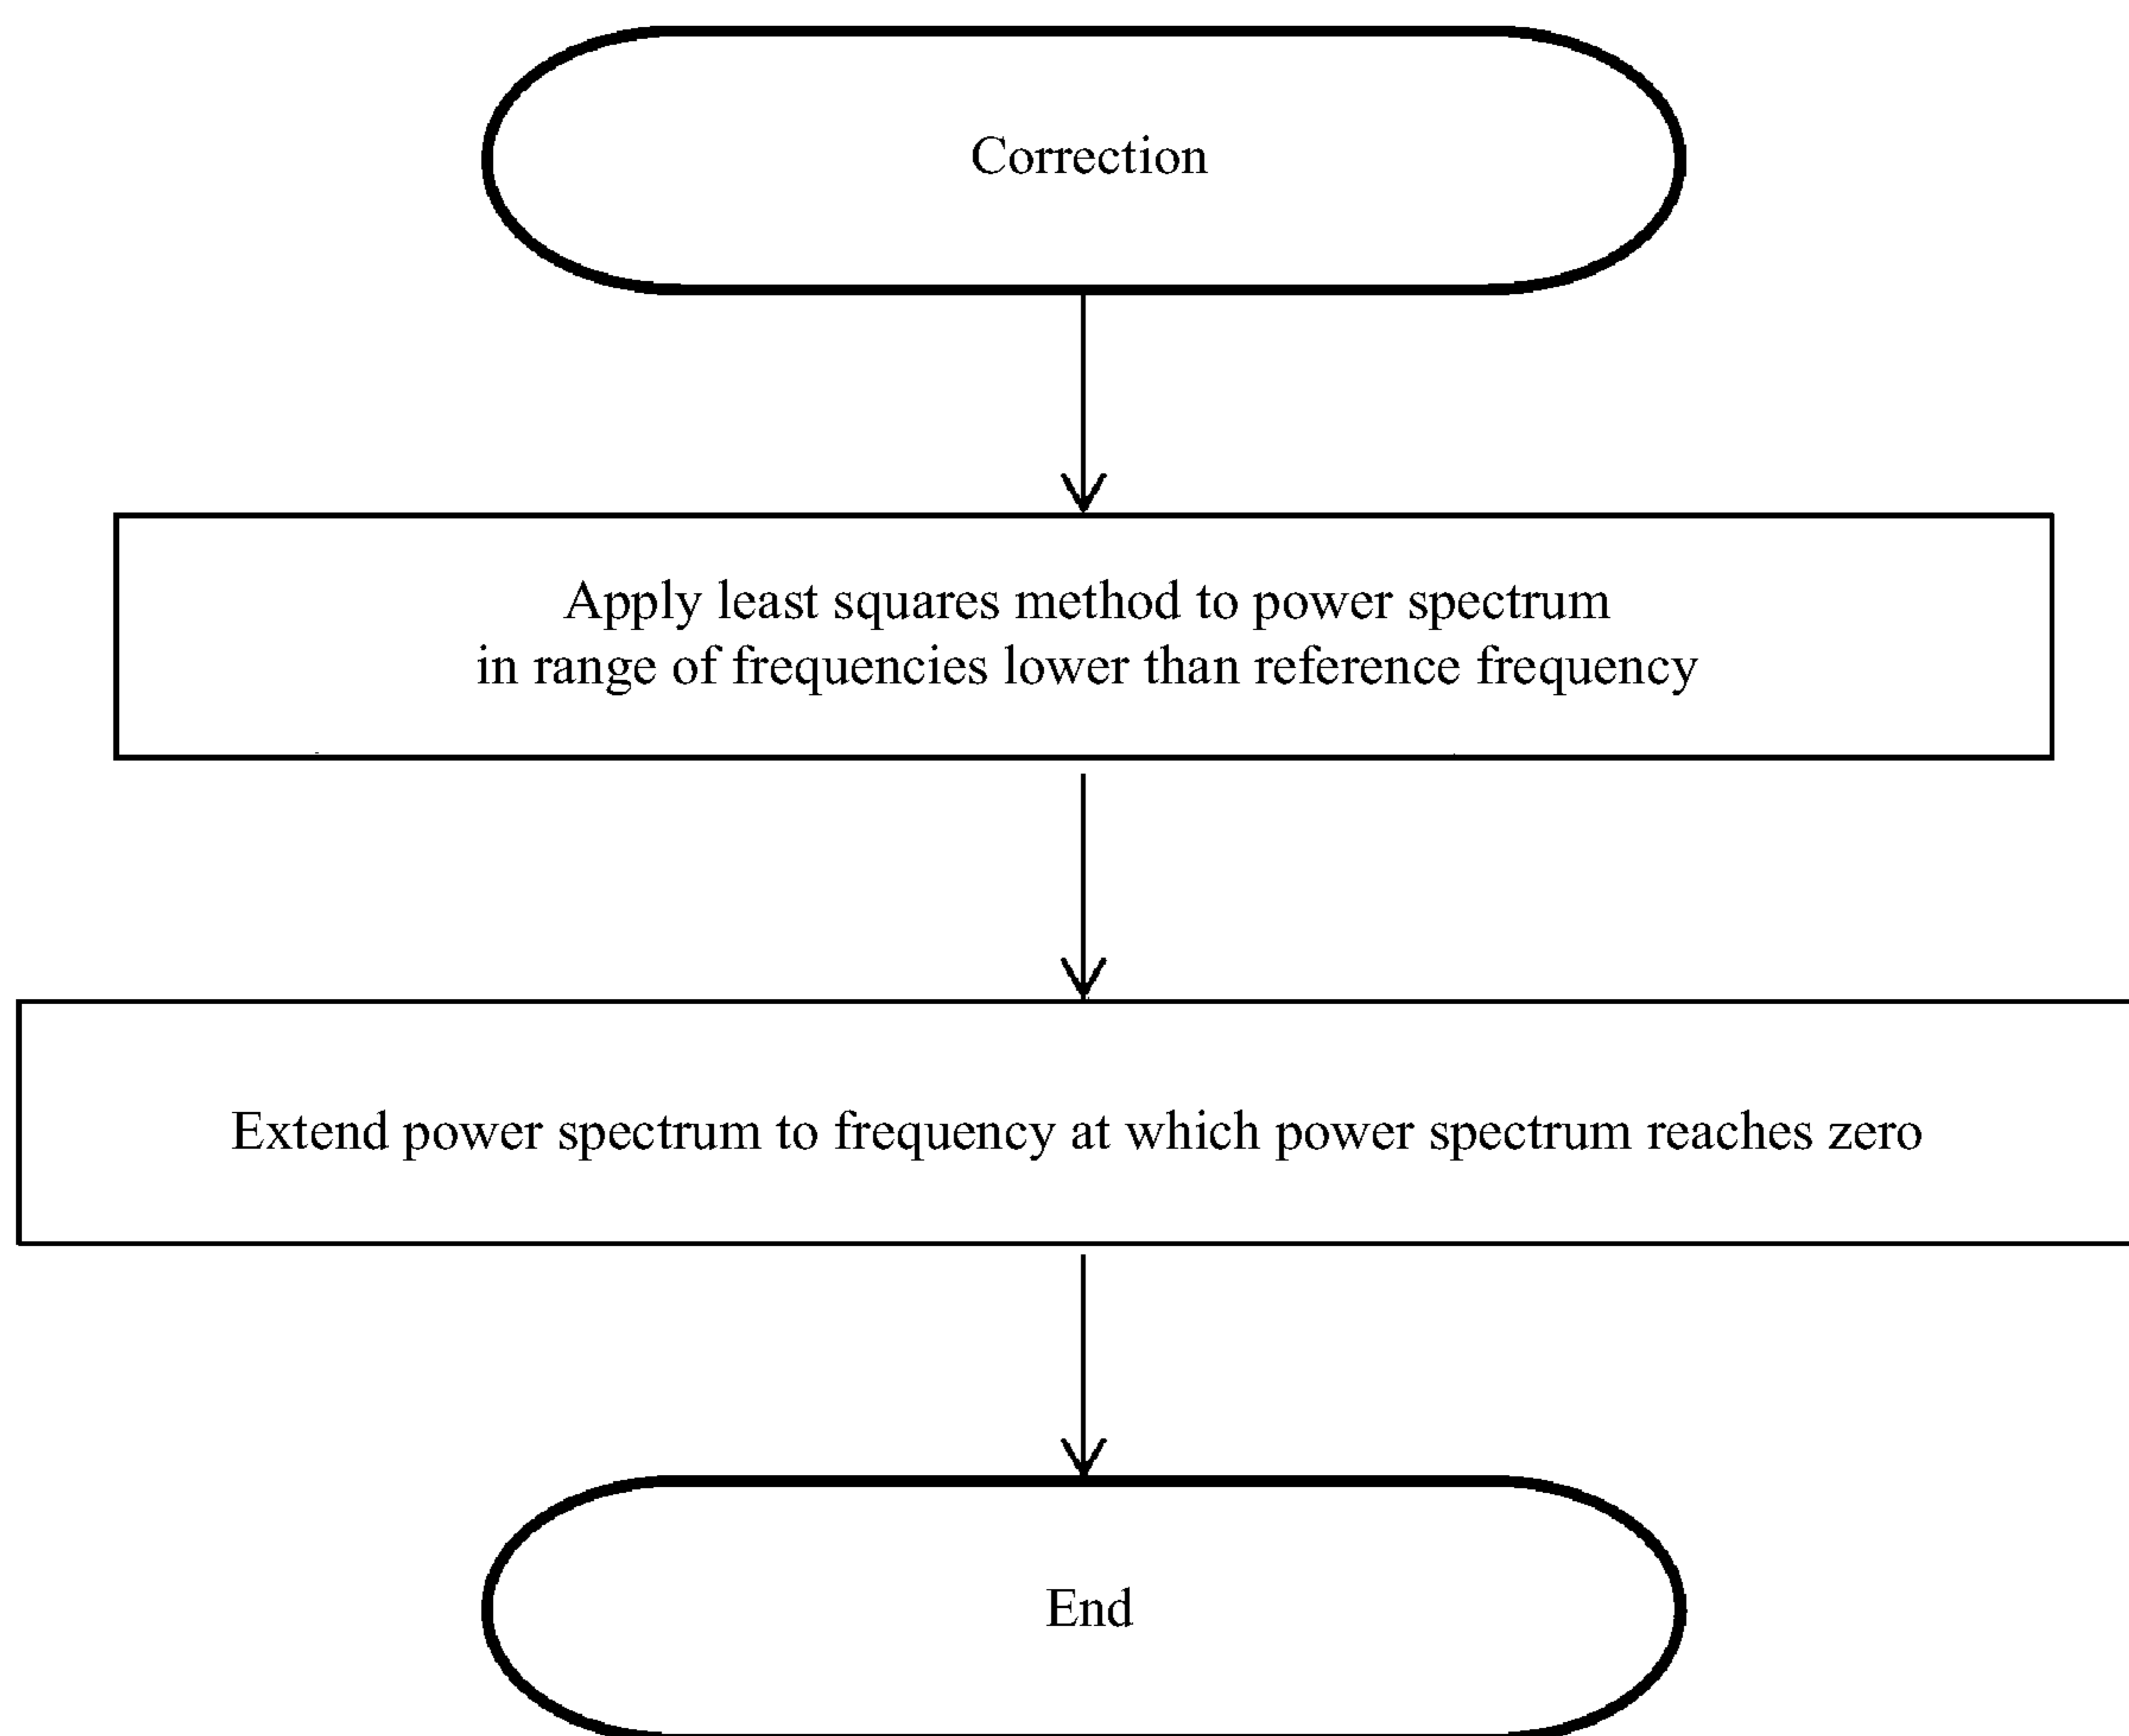 Correction
Apply least squares method to power spectrum
in range of frequencies lower than reference frequency
Extend power spectrum to frequency at which power spectrum reaches zero
End